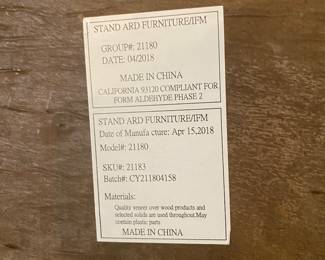 STAND ARD FURNITURE/IFM
GROUP#: 21180
DATE: 04/2018
MADE IN CHINA
CALIFORNIA 93120 COMPLIANT FOR
FORM ALDEHYDE PHASE 2
STAND ARD FURNITURE/IFM
Date of Manufa cture: Apr 15,2018
Model#: 21180
SKU#: 21183
Batch#: CY211804158
Materials:
Quality veneer over wood products and
selected solids are used throughout.May
contain plastic parts
MADE IN CHINA